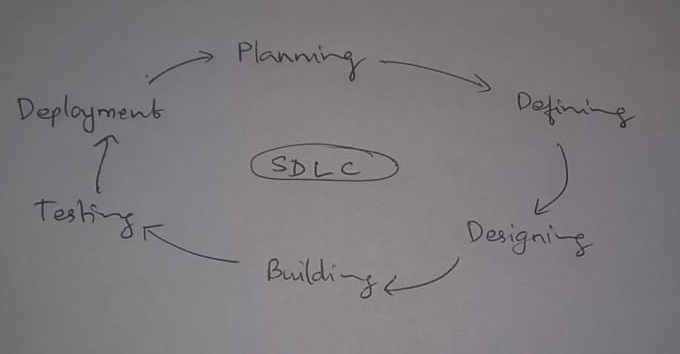 Planning
Defining
Designing
Building
Testing
Deployment
SDLC